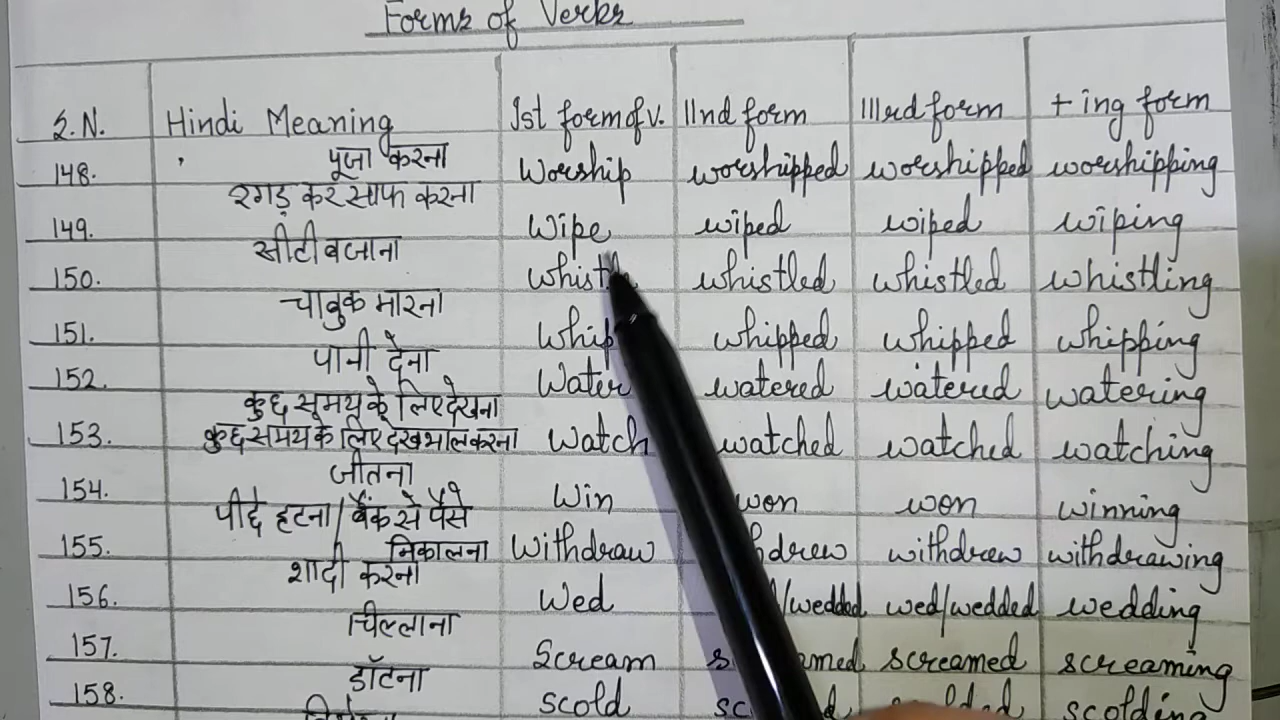 Forms of Verbs
S.N. Hindi Meaning Ist form of v. IInd form IIIrd form +ing form
148. पूजा करना Worship worshipped worshipped worshipping
149. रगड़ कर साफ करना Wipe wiped wiped wiping
150. सीटी बजाना whistled whistled whistling
151. चाबुक मारना Whip whipped whipped whipping
152. पानी देना Water watered watered watering
कुछ समय के लिए देखना
153. कुछ समय के लिए देखभाल करना Watch watched watched watching
154. जीतना Win won won winning
155. पीछे हटना/बैंक से पैसे
निकालना Withdraw withdrew withdrawing
156. शादी करना Wed /wedded wed/wedded wedding
157. चिल्लाना Scream screamed screaming
158. डॉटना Scold scolding